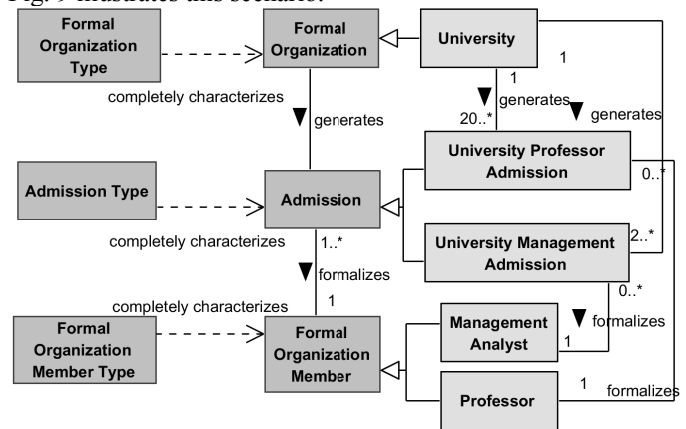 Fig. 9 illustrates this scenario.
Formal
Organization
Type
Formal
Organization
University
1
1
completely characterizes
generates
generates
generates
20..*
University Professor
Admission
0..*
Admission Type
Admission
completely characterizes
1..*
University Management
Admission
2..*
0..*
formalizes
1
completely characterizes
Formal
Organization
Member Type
Formal
Organization
Member
Management
Analyst
1
formalizes
Professor
1
formalizes